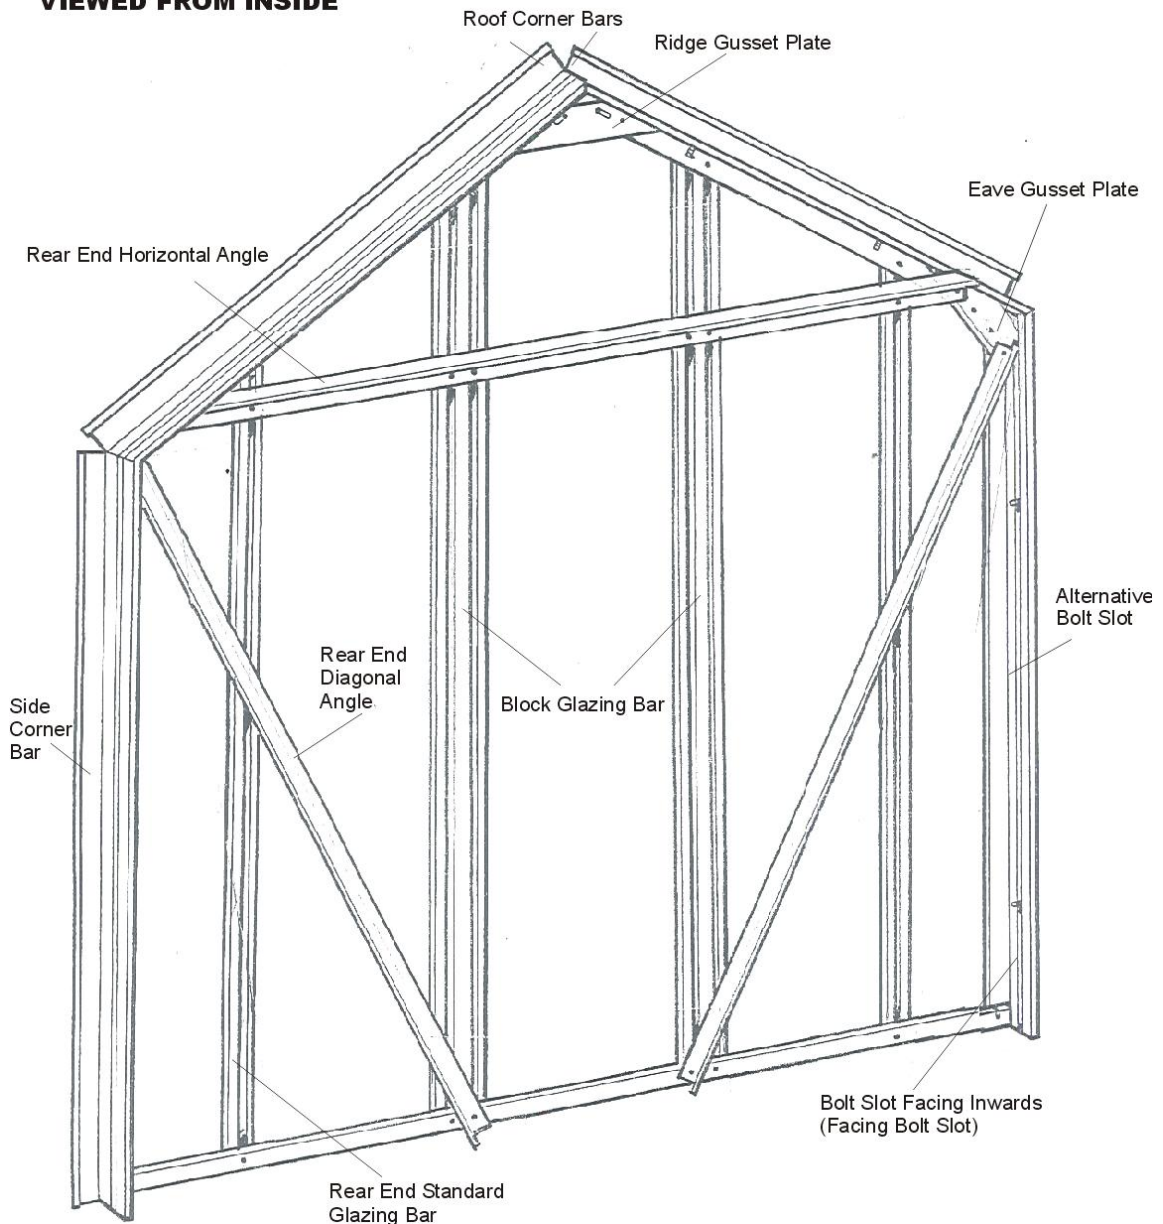 VIEWED FROM INSIDE
Roof Corner Bars
Ridge Gusset Plate
Eave Gusset Plate
Rear End Horizontal Angle
Alternative
Bolt Slot
Rear End
Diagonal
Angle
Block Glazing Bar
Side
Corner
Bar
Bolt Slot Facing Inwards
(Facing Bolt Slot)
Rear End Standard
Glazing Bar